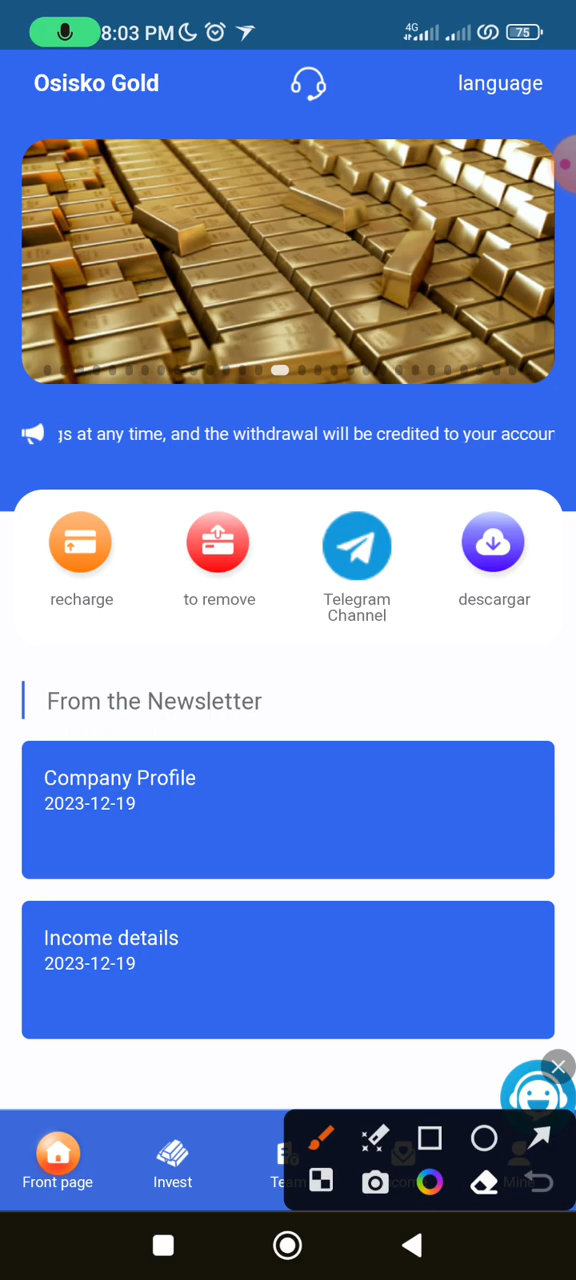 8:03 PM
4G
75
Osisko Gold
language
gs at any time, and the withdrawal will be credited to your accoun
recharge
to remove
Telegram
Channel
descargar
From the Newsletter
Company Profile
2023-12-19
Income details
2023-12-19
Front page
Invest